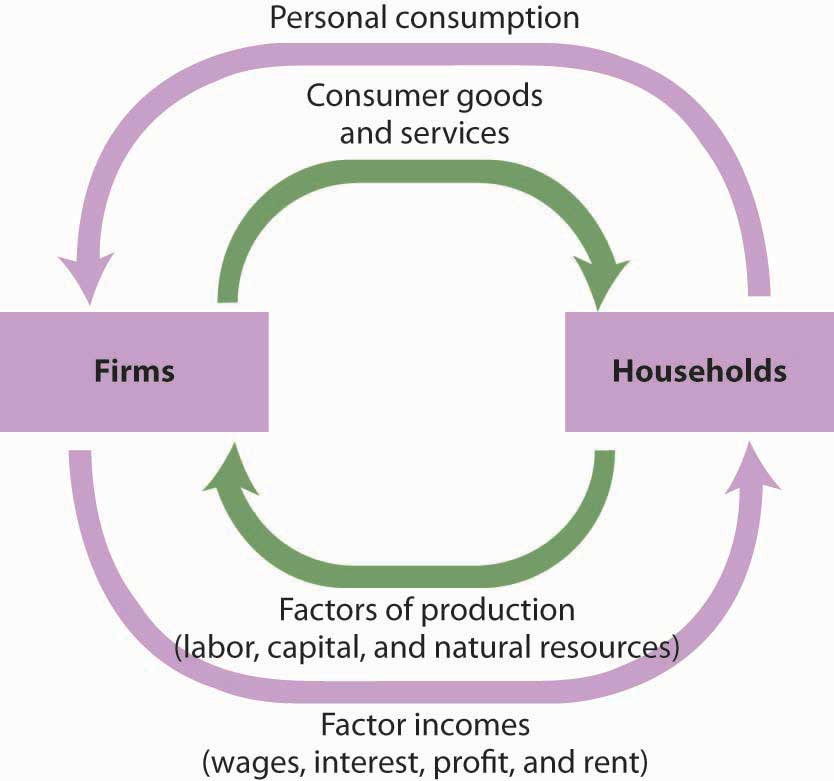 Personal consumption
Consumer goods
and services
Firms
Households
Factors of production
(labor, capital, and natural resources)
Factor incomes
(wages, interest, profit, and rent)